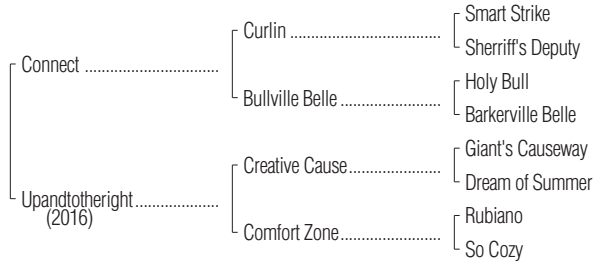 Connect
Upandtotheright
(2016)
Curlin
Bullville Belle
Creative Cause
Comfort Zone
Smart Strike
Sherriff's Deputy
Holy Bull
Barkerville Belle
Giant's Causeway
Dream of Summer
Rubiano
So Cozy